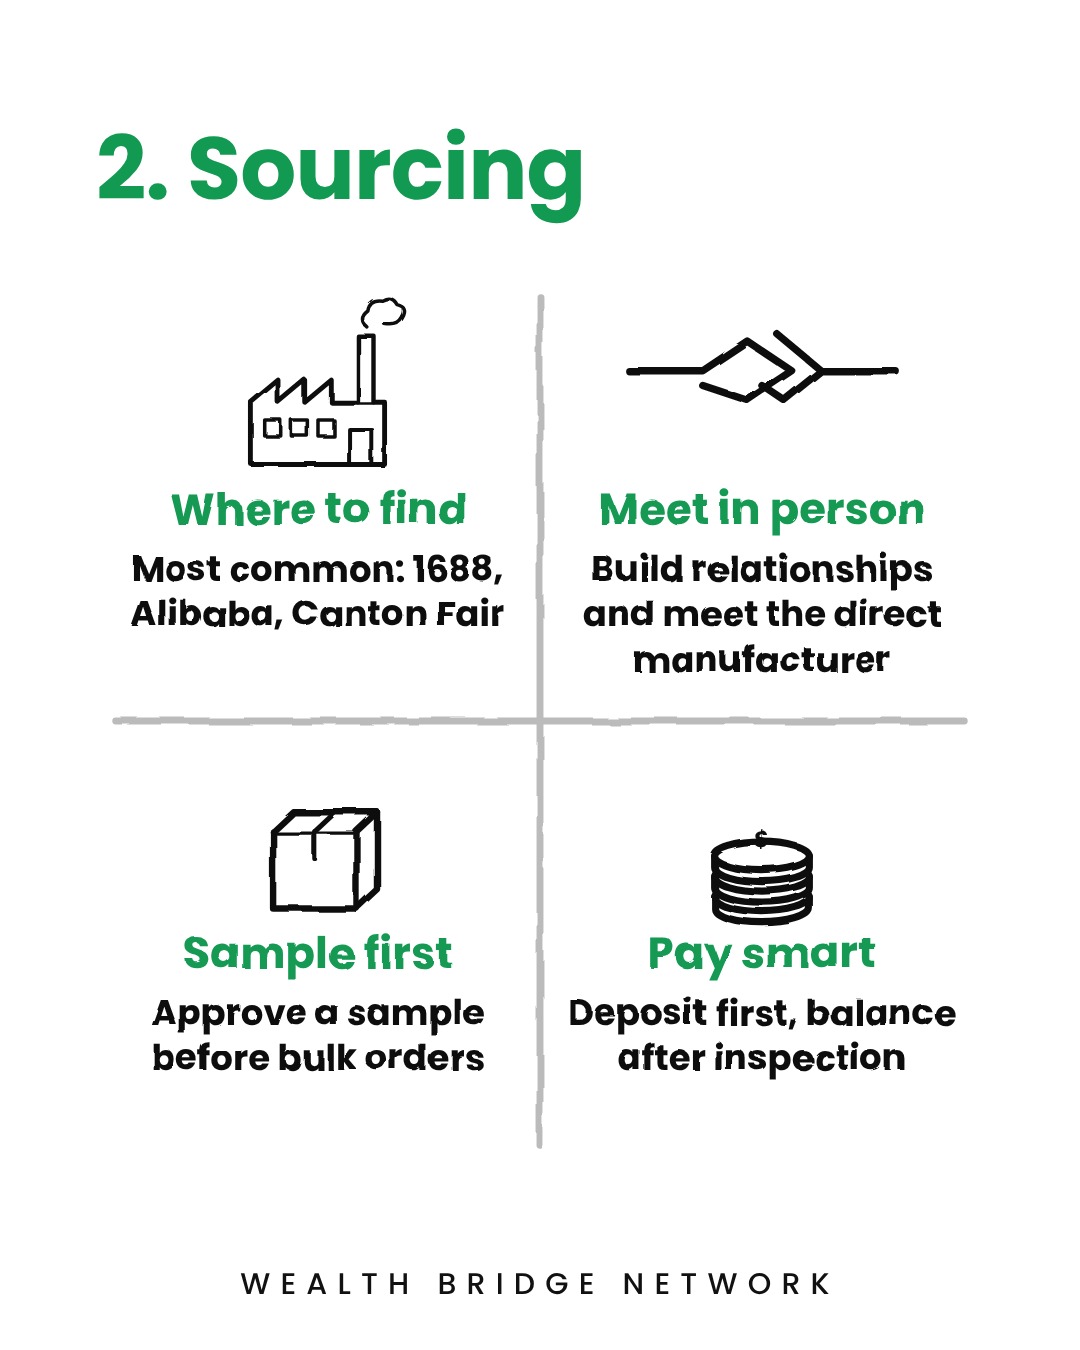 2. Sourcing
Where to find
Most common: 1688,
Alibaba, Canton Fair
Meet in person
Build relationships
and meet the direct
manufacturer
Sample first
Approve a sample
before bulk orders
$
Pay smart
Deposit first, balance
after inspection
WEALTH BRIDGE NETWORK